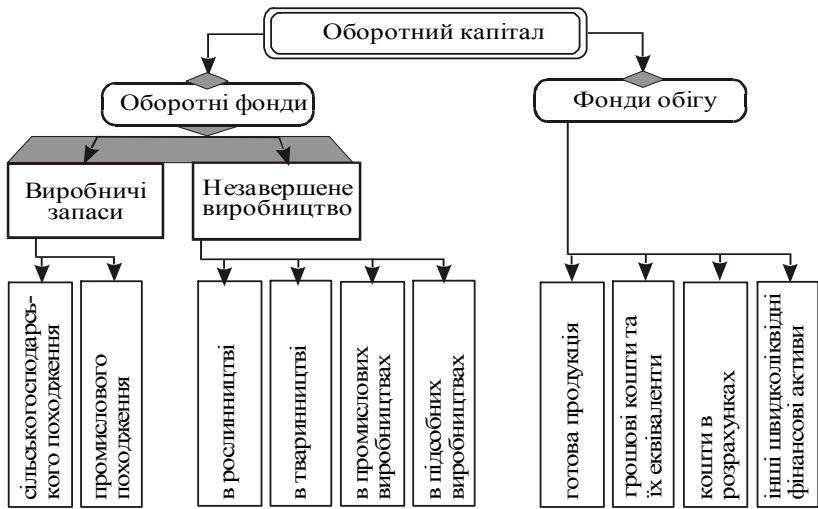 Оборотний капітал
Оборотні фонди
Фонди обігу
Виробничі
запаси
Незавершене
виробництво
сільськогосподарсь-
кого походження
промислового
походження
в рослинництві
в тваринництві
в промислових
виробництвах
в підсобних
виробництвах
готова продукція
грошові кошти та
їх еквіваленти
кошти в
розрахунках
інші швидколіквідні
фінансові активи